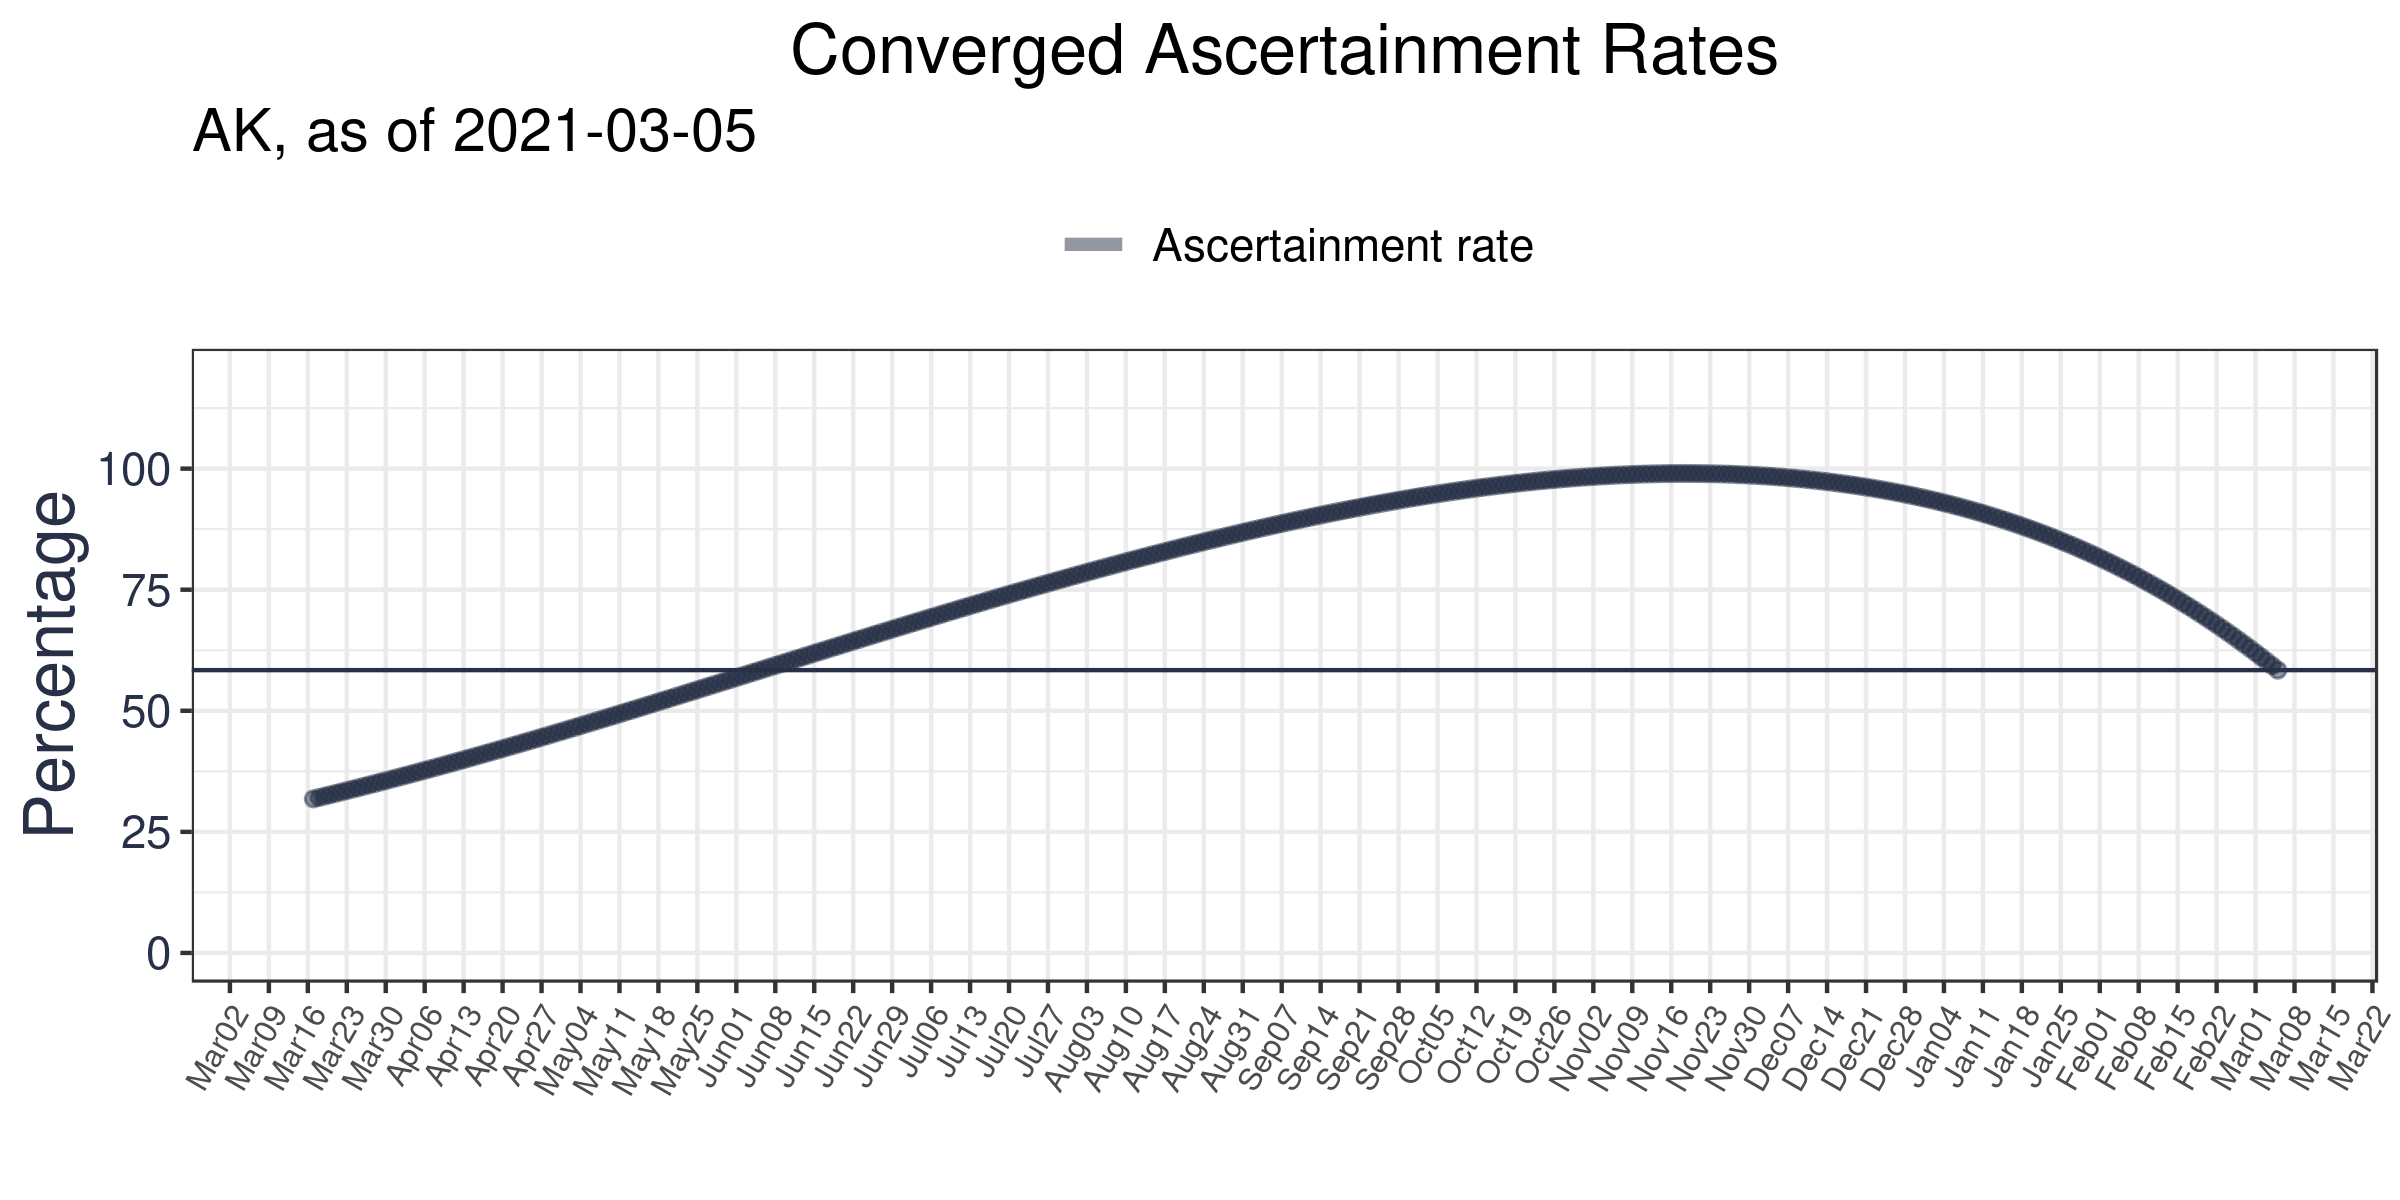 Converged Ascertainment Rates
AK, as of 2021-03-05
Ascertainment rate
Percentage
100
75
50
25
0
Mar02 Mar09 Mar16 Mar23 Mar30 Apr06 Apr13 Apr20 Apr27 May04 May11 May18 May25 Jun01 Jun08 Jun15 Jun22 Jun29 Jul06 Jul13 Jul20 Jul27 Aug03 Aug10 Aug17 Aug24 Aug31 Sep07 Sep14 Sep21 Sep28 Oct05 Oct12 Oct19 Oct26 Nov02 Nov09 Nov16 Nov23 Nov30 Dec07 Dec14 Dec21 Dec28 Jan04 Jan11 Jan18 Jan25 Feb01 Feb08 Feb15 Feb22 Mar01 Mar08 Mar15 Mar22